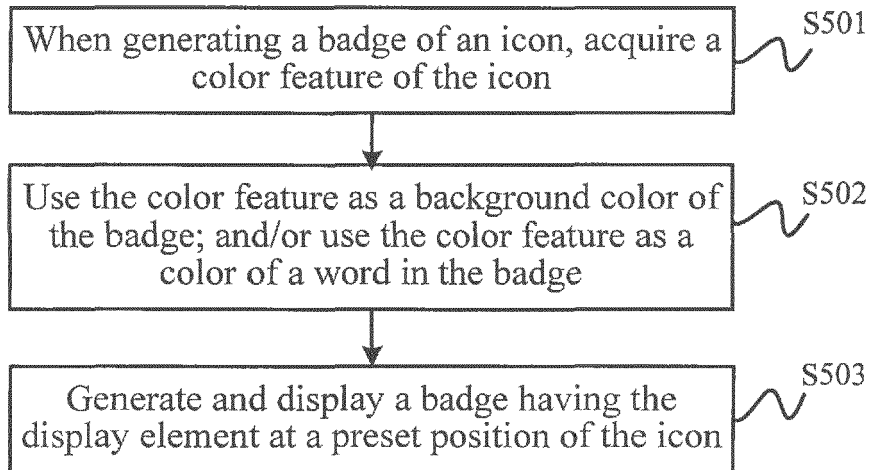 When generating a badge of an icon, acquire a
color feature of the icon
S501
Use the color feature as a background color of
the badge; and/or use the color feature as a
color of a word in the badge
S502
Generate and display a badge having the
display element at a preset position of the icon
S503